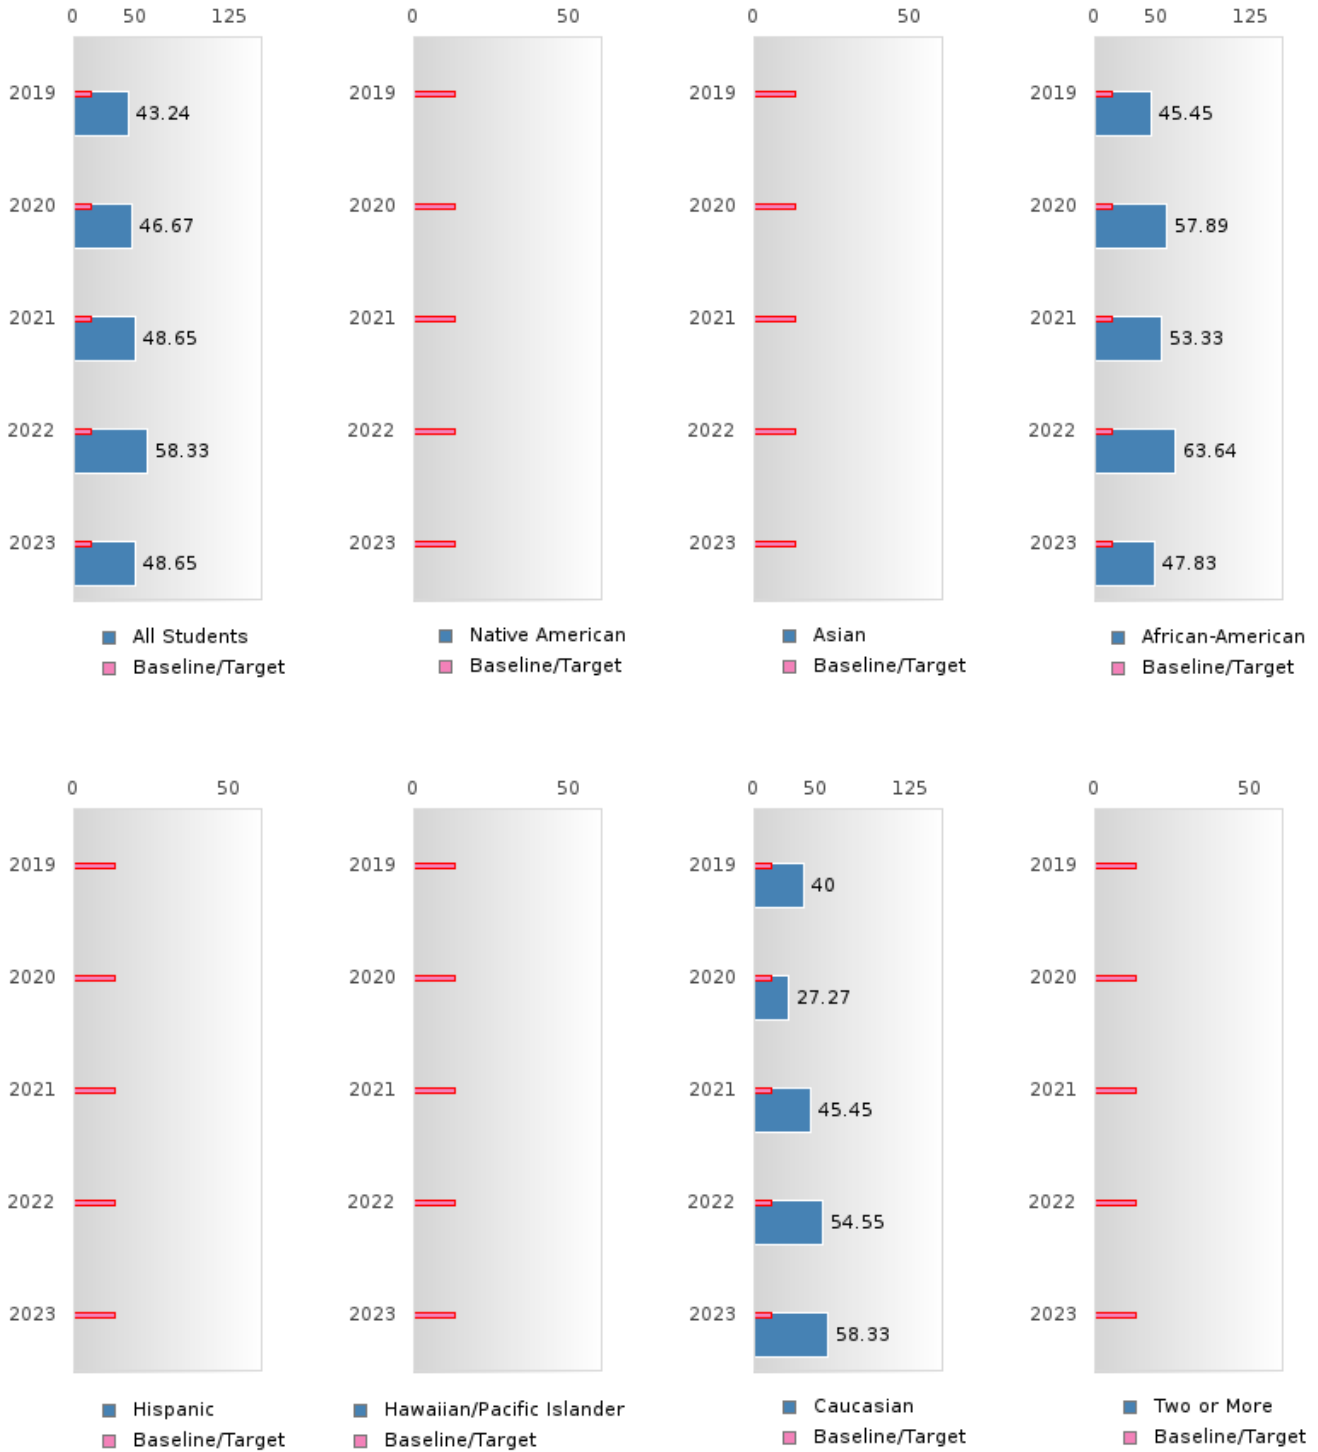 0 50 125
2019 43.24
2020 46.67
2021 48.65
2022 58.33
2023 48.65
All Students
Baseline/Target
0 50
2019
2020
2021
2022
2023
Native American
Baseline/Target
0 50
2019
2020
2021
2022
2023
Asian
Baseline/Target
0 50 125
2019 45.45
2020 57.89
2021 53.33
2022 63.64
2023 47.83
African-American
Baseline/Target
0 50
2019
2020
2021
2022
2023
Hispanic
Baseline/Target
0 50
2019
2020
2021
2022
2023
Hawaiian/Pacific Islander
Baseline/Target
0 50 125
2019 40
2020 27.27
2021 45.45
2022 54.55
2023 58.33
Caucasian
Baseline/Target
0 50
2019
2020
2021
2022
2023
Two or More
Baseline/Target